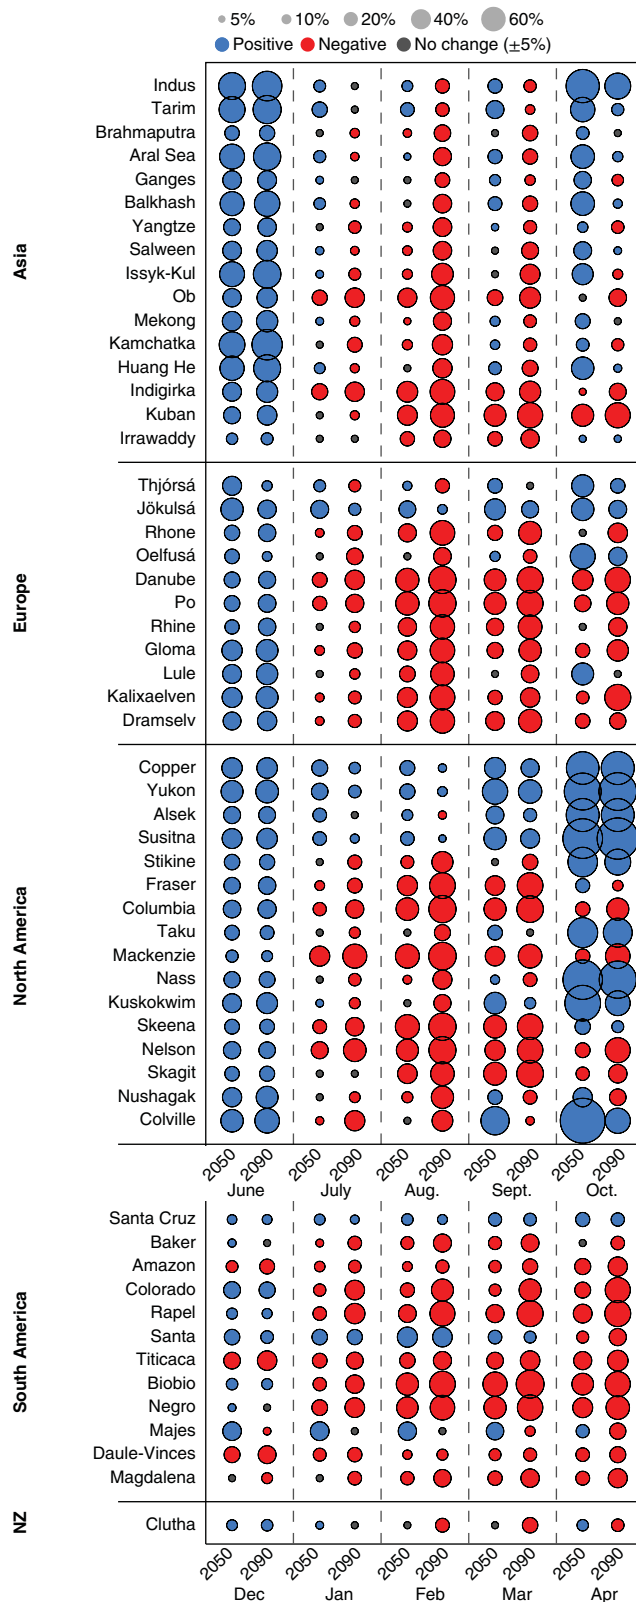 5% 10% 20% 40% 60%
Positive Negative No change (±5%)
Asia
Indus
Tarim
Brahmaputra
Aral Sea
Ganges
Balkhash
Yangtze
Salween
Issyk-Kul
Ob
Mekong
Kamchatka
Huang He
Indigirka
Kuban
Irrawaddy
Europe
Thjórsá
Jökulsá
Rhone
Oelfusá
Danube
Po
Rhine
Gloma
Lule
Kalixaelven
Dramselv
North America
Copper
Yukon
Alsek
Susitna
Stikine
Fraser
Columbia
Taku
Mackenzie
Nass
Kuskokwim
Skeena
Nelson
Skagit
Nushagak
Colville
2050 2090 2050 2090 2050 2090 2050 2090 2050 2090
June July Aug. Sept. Oct.
South America
Santa Cruz
Baker
Amazon
Colorado
Rapel
Santa
Titicaca
Biobio
Negro
Majes
Daule-Vinces
Magdalena
NZ
Clutha
2050 2090 2050 2090 2050 2090 2050 2090 2050 2090
Dec Jan Feb Mar Apr